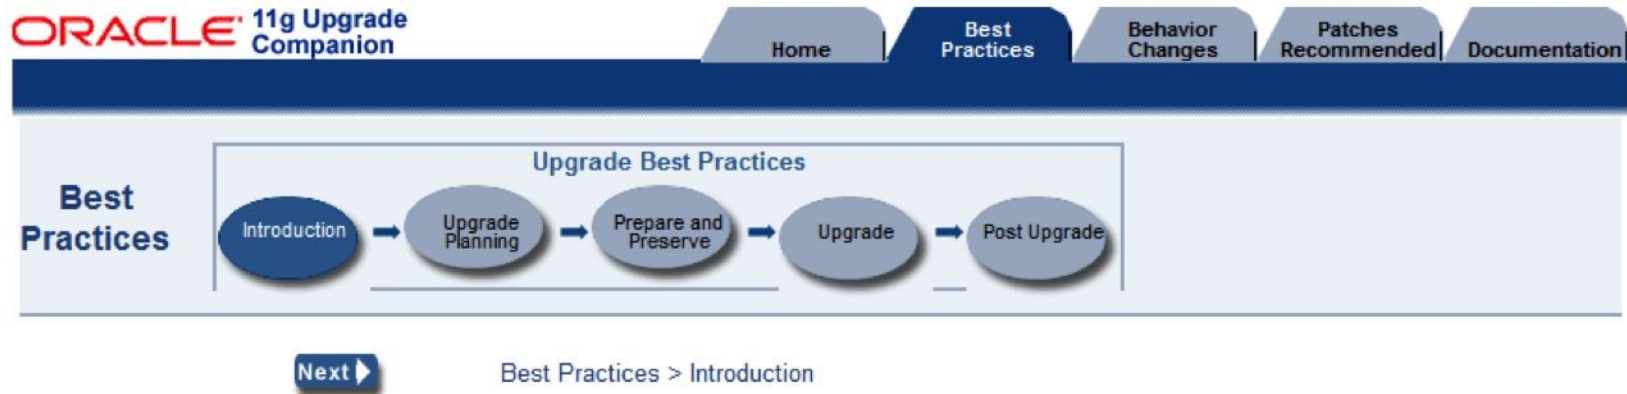 ORACLE 11g Upgrade
Companion
Home
Best
Practices
Behavior
Changes
Patches
Recommended
Documentation
Best
Practices
Upgrade Best Practices
Introduction
Upgrade
Planning
Prepare and
Preserve
Upgrade
Post Upgrade
Next
Best Practices > Introduction